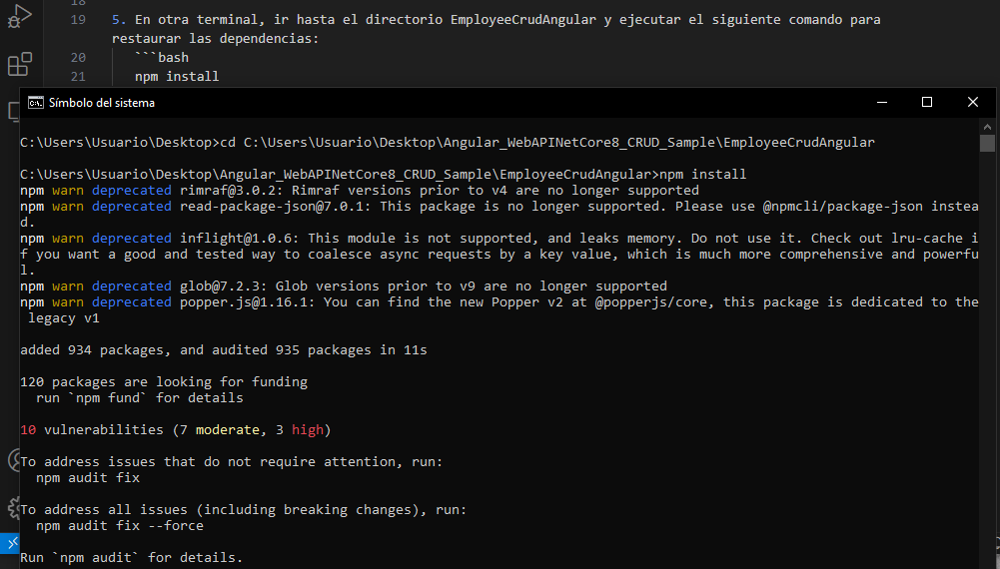 18
19 5. En otra terminal, ir hasta el directorio EmployeeCrudAngular y ejecutar el siguiente comando para
restaurar las dependencias:
20 ```bash
21 npm install
Símbolo del sistema
C:\Users\Usuario\Desktop>cd C:\Users\Usuario\Desktop\Angular_WebAPINetCore8_CRUD_Sample\EmployeeCrudAngular
C:\Users\Usuario\Desktop\Angular_WebAPINetCore8_CRUD_Sample\EmployeeCrudAngular>npm install
npm warn deprecated rimraf@3.0.2: Rimraf versions prior to v4 are no longer supported
npm warn deprecated read-package-json@7.0.1: This package is no longer supported. Please use @npmcli/package-json instea
d.
npm warn deprecated inflight@1.0.6: This module is not supported, and leaks memory. Do not use it. Check out lru-cache i
f you want a good and tested way to coalesce async requests by a key value, which is much more comprehensive and powerfu
l.
npm warn deprecated glob@7.2.3: Glob versions prior to v9 are no longer supported
npm warn deprecated popper.js@1.16.1: You can find the new Popper v2 at @popperjs/core, this package is dedicated to the
legacy v1
added 934 packages, and audited 935 packages in 11s
120 packages are looking for funding
run `npm fund` for details
10 vulnerabilities (7 moderate, 3 high)
To address issues that do not require attention, run:
npm audit fix
To address all issues (including breaking changes), run:
npm audit fix --force
Run `npm audit` for details.